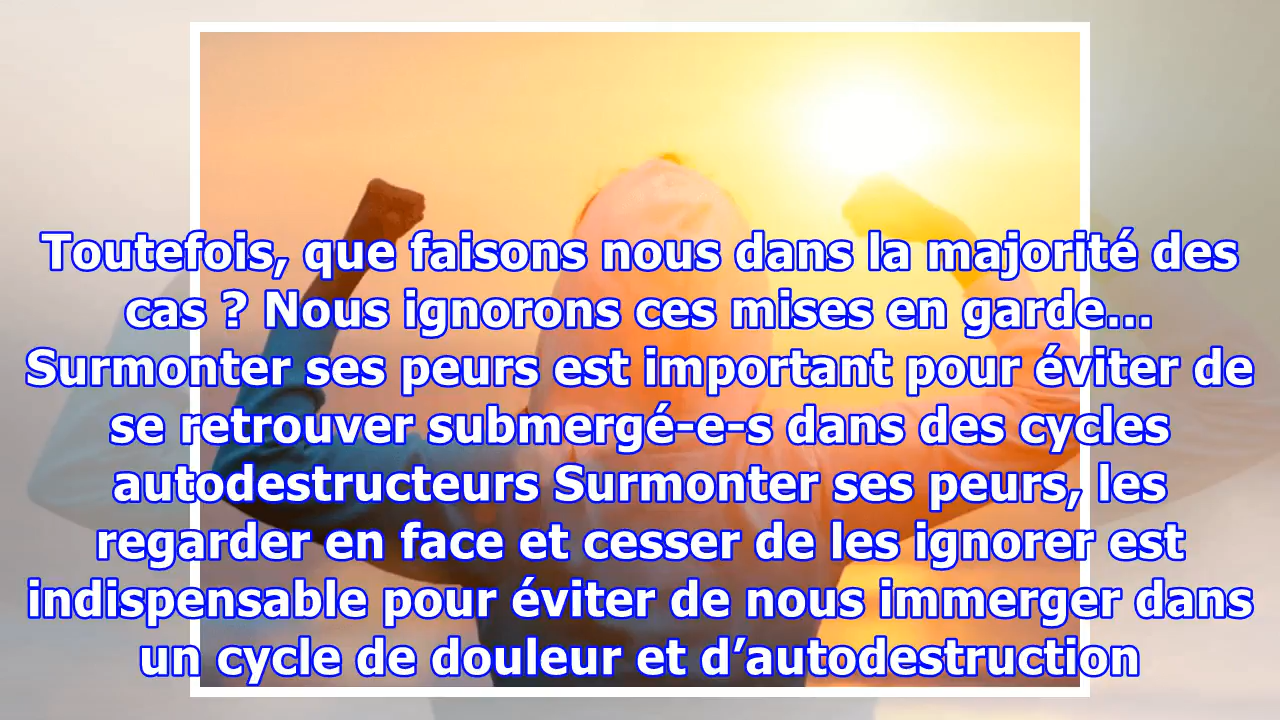 Toutefois, que faisons nous dans la majorité des
cas ? Nous ignorons ces mises en garde...
Surmonter ses peurs est important pour éviter de
se retrouver submergé-e-s dans des cycles
autodestructeurs Surmonter ses peurs, les
regarder en face et cesser de les ignorer est
indispensable pour éviter de nous immerger dans
un cycle de douleur et d’autodestruction